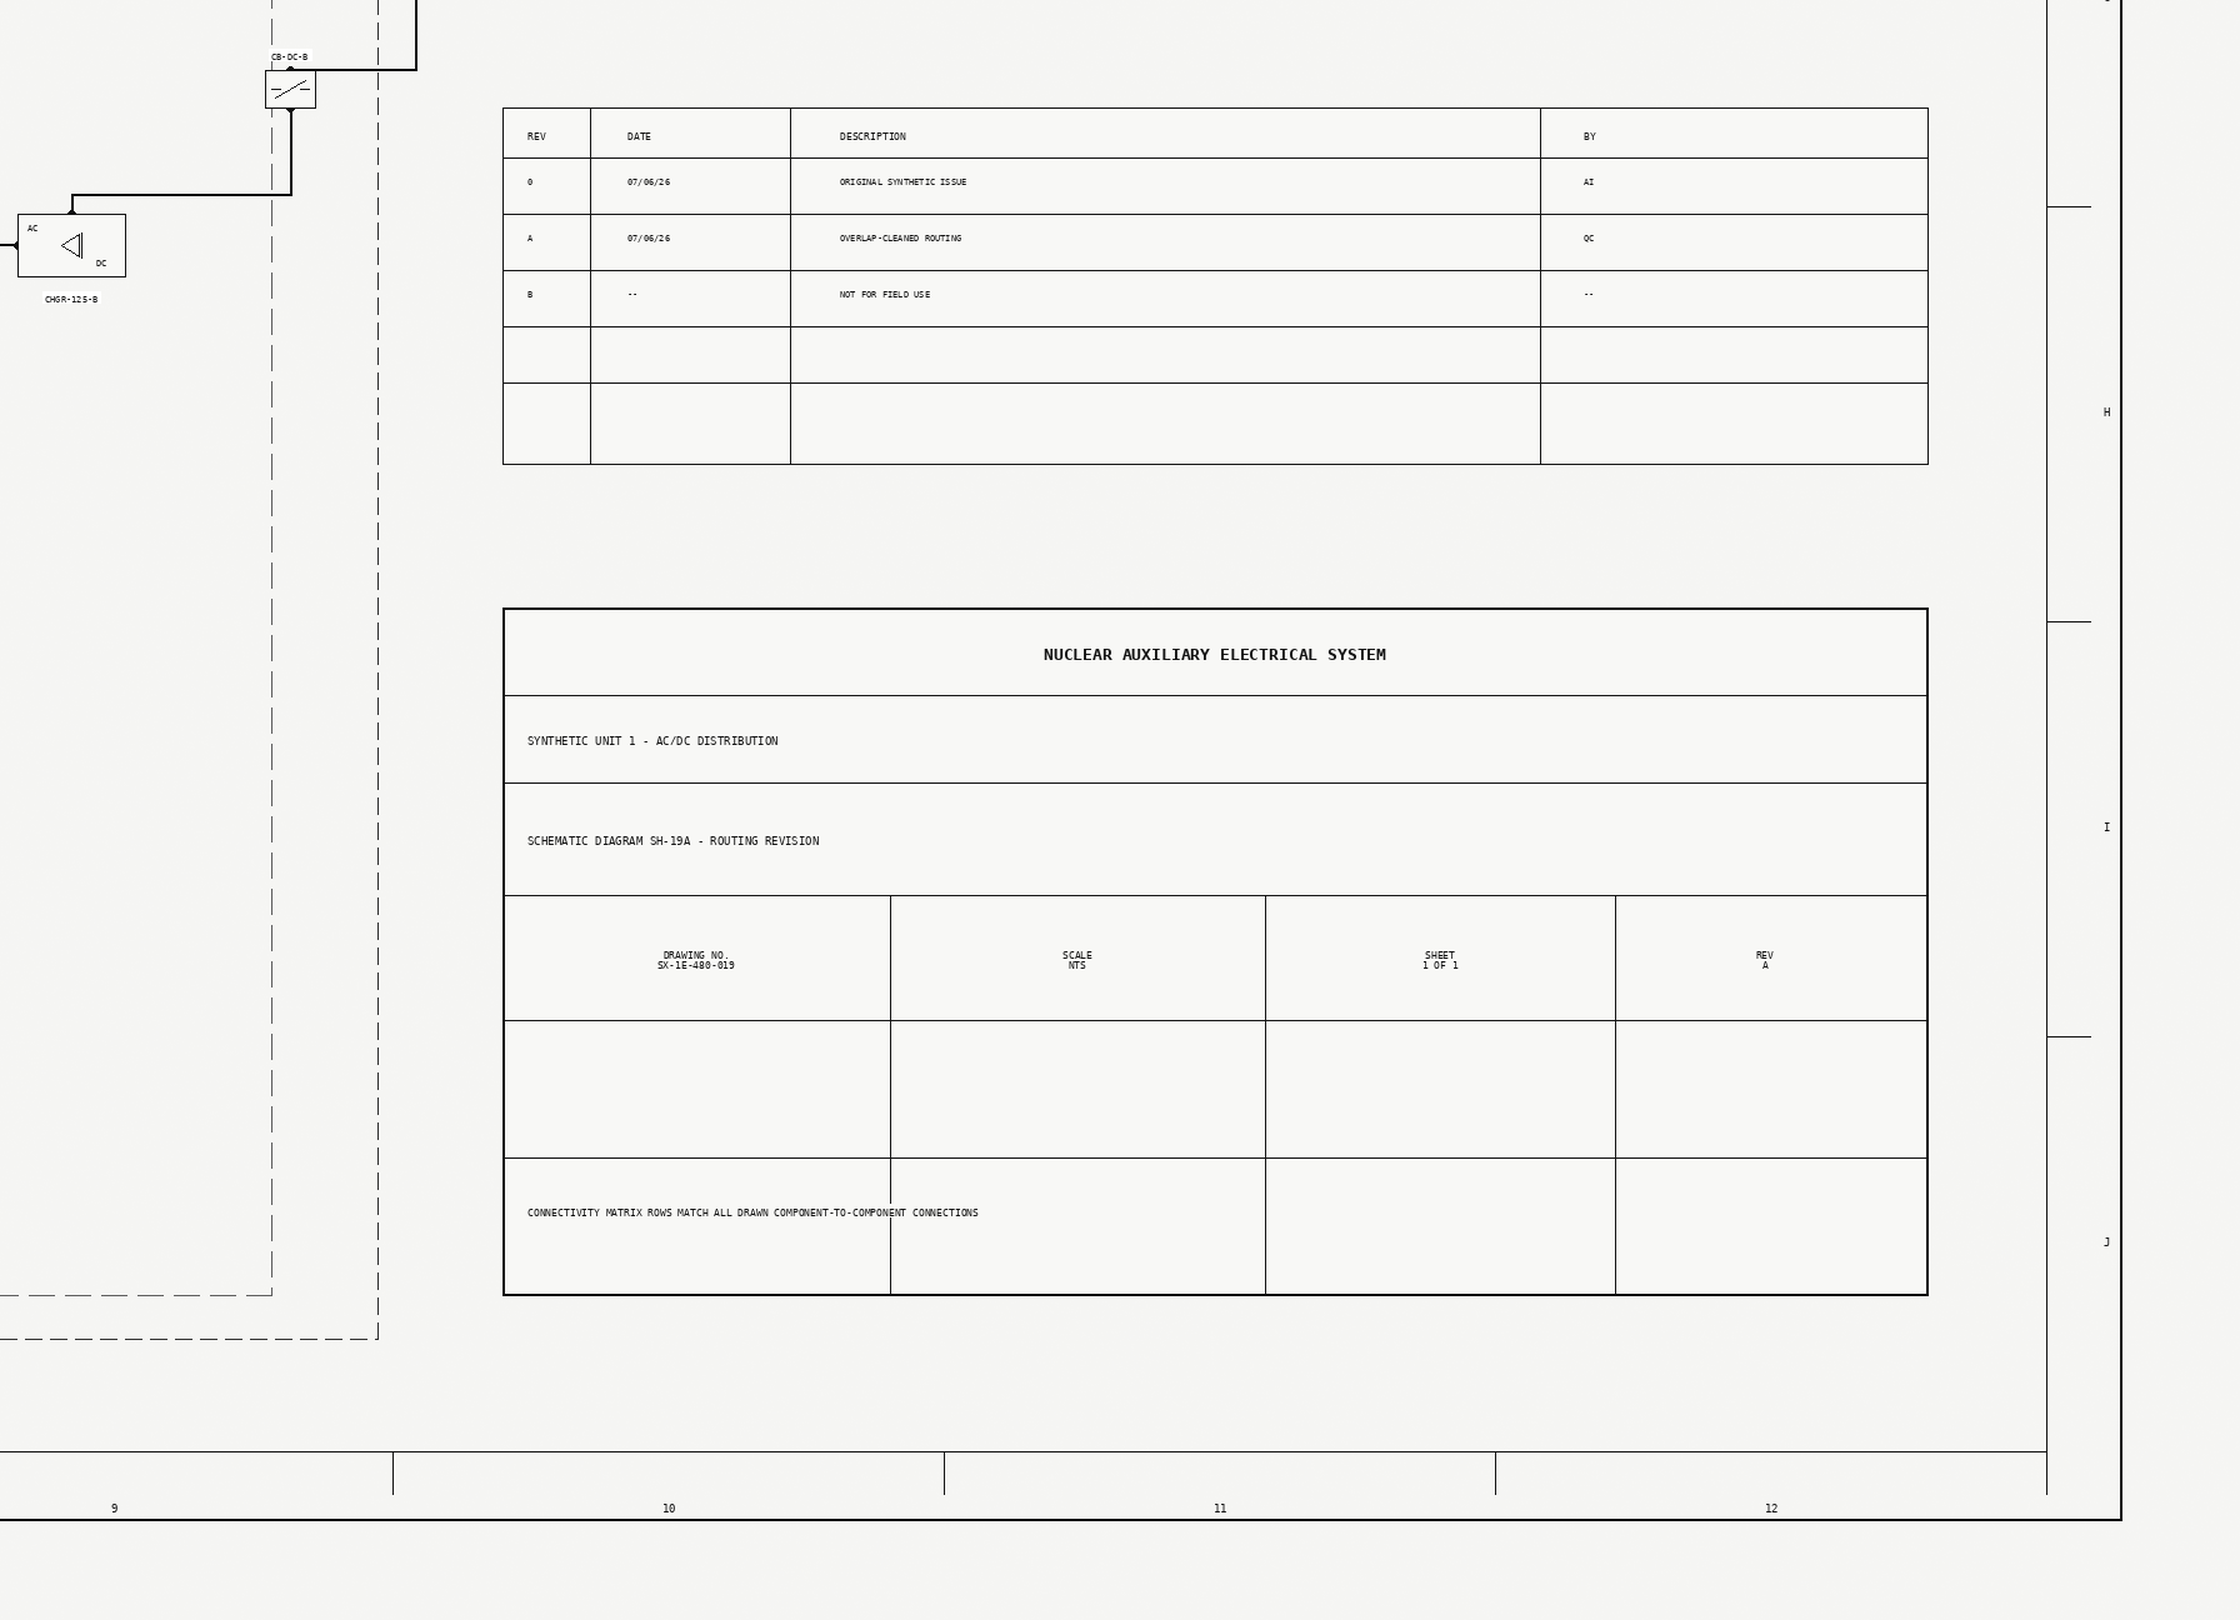 CB-DC-B
AC
DC
CHGR-125-B
REV DATE DESCRIPTION BY
0 07/06/26 ORIGINAL SYNTHETIC ISSUE AI
A 07/06/26 OVERLAP-CLEANED ROUTING QC
B -- NOT FOR FIELD USE --
H
NUCLEAR AUXILIARY ELECTRICAL SYSTEM
SYNTHETIC UNIT 1 - AC/DC DISTRIBUTION
SCHEMATIC DIAGRAM SH-19A - ROUTING REVISION
I
DRAWING NO. SCALE SHEET REV
SX-1E-480-019 NTS 1 OF 1 A
CONNECTIVITY MATRIX ROWS MATCH ALL DRAWN COMPONENT-TO-COMPONENT CONNECTIONS
J
9 10 11 12